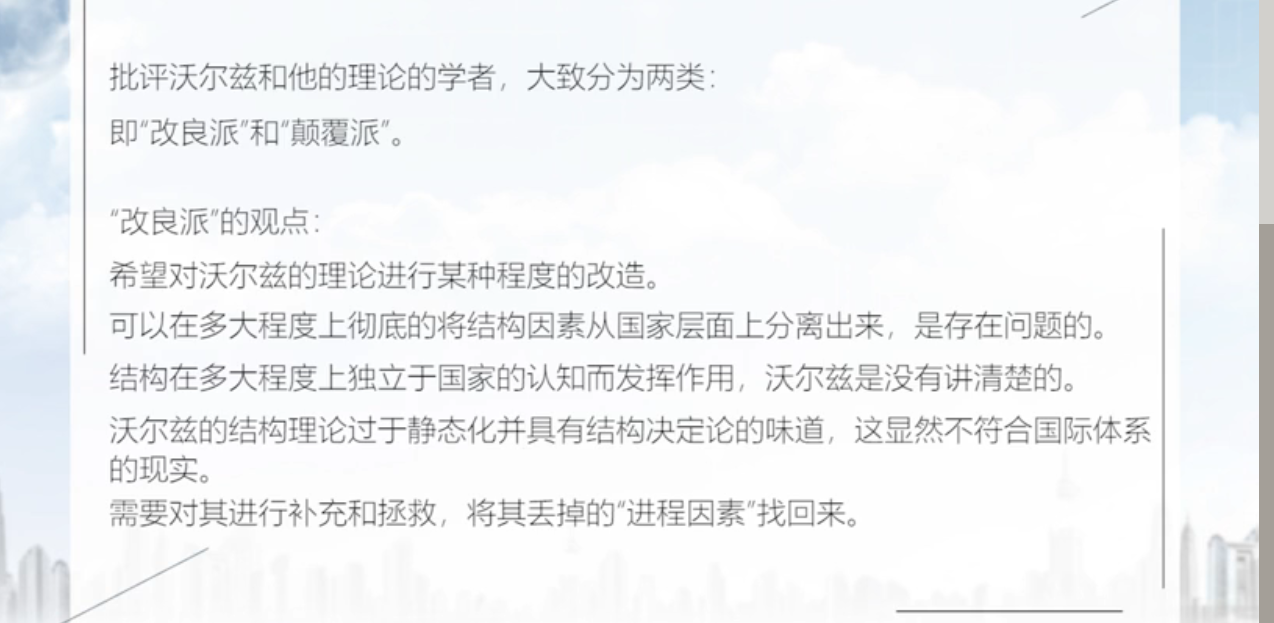 批评沃尔兹和他的理论的学者，大致分为两类：
即“改良派”和“颠覆派”。
“改良派”的观点：
希望对沃尔兹的理论进行某种程度的改造。
可以在多大程度上彻底的将结构因素从国家层面上分离出来，是存在问题的。
结构在多大程度上独立于国家的认知而发挥作用，沃尔兹是没有讲清楚的。
沃尔兹的结构理论过于静态化并具有结构决定论的味道，这显然不符合国际体系
的现实。
需要对其进行补充和拯救，将其丢掉的“进程因素”找回来。